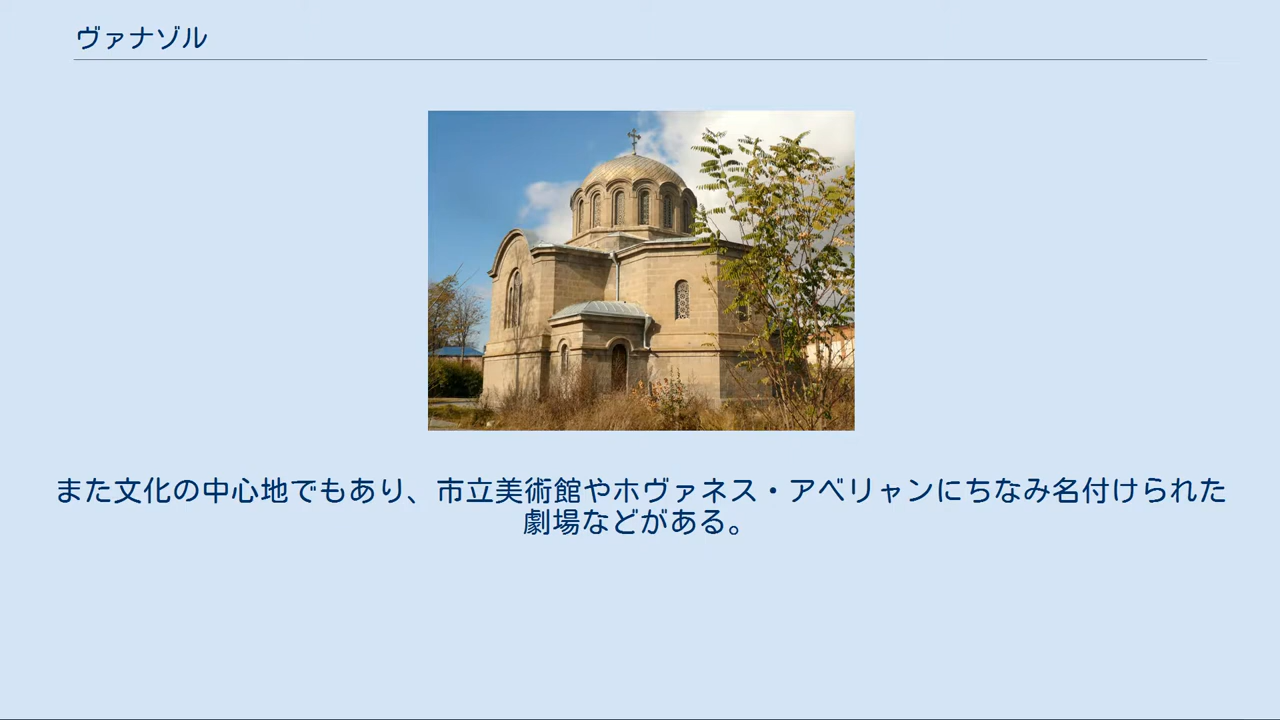 ヴァナゾル
また文化の中心地でもあり、市立美術館やホヴァネス・アベリャンにちなみ名付けられた
劇場などがある。